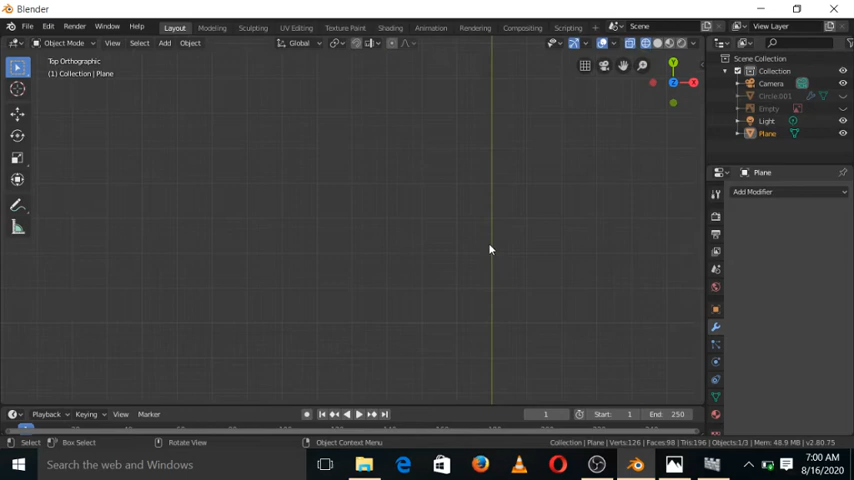 Blender
File Edit Render Window Help Layout Modeling Sculpting UV Editing Texture Paint Shading Animation Rendering Compositing Scripting Scene View Layer
Object Mode View Select Add Object Global
Top Orthographic
(1) Collection | Plane
Y
Z X
Scene Collection
Collection
Camera
Circle.001
Empty
Light
Plane
Plane
Add Modifier
Playback Keying View Marker 1 Start: 1 End: 250
Select Box Select Rotate View Object Context Menu Collection | Plane | Verts:126 | Faces:98 | Tris:196 | Objects:1/3 | Mem: 48.9 MB | v2.80.75
Search the web and Windows
7:00 AM
8/16/2020